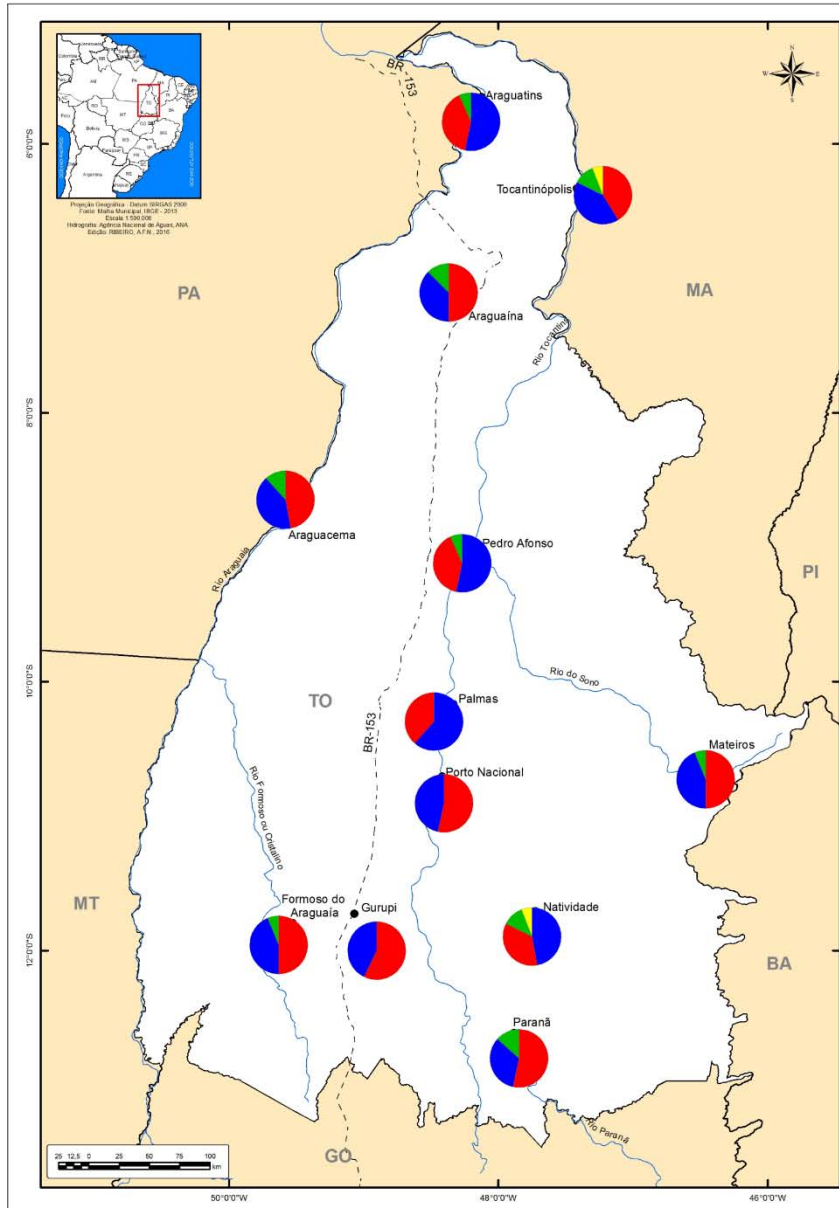 BR -153
Araguatins
N
W
E
S
6°0'0"S
Tocantinópolis
Projeção Geográfica - Datum SIRGAS 2000
Fonte: Malha Municipal, IBGE - 2013
Escala 1:500.000
Hidrografia: Agência Nacional de Águas, ANA
Edição: RIBEIRO, A.F.N., 2016
PA
MA
Araguaína
Rio Tocantins
8°0'0"S
Araguacema
Pedro Afonso
Rio Araguaia
PI
Rio do Sono
10°0'0"S
TO
BR-153
Palmas
Mateiros
Porto Nacional
Rio Formoso ou Cristalino
MT
Formoso do
Araguaía
Gurupi
Natividade
12°0'0"S
BA
Paranã
Rio Paranã
GO
25 12,5 0 25 50 75 100
km
50°0'0"W
48°0'0"W
46°0'0"W